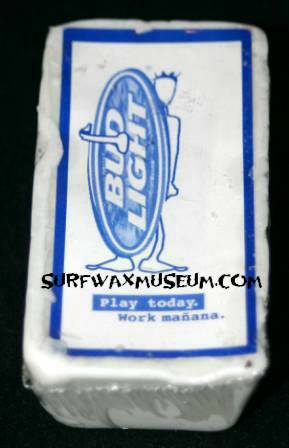 BUD
LIGHT
SURFWAXMUSEUM.COM
Play today.
Work mañana.